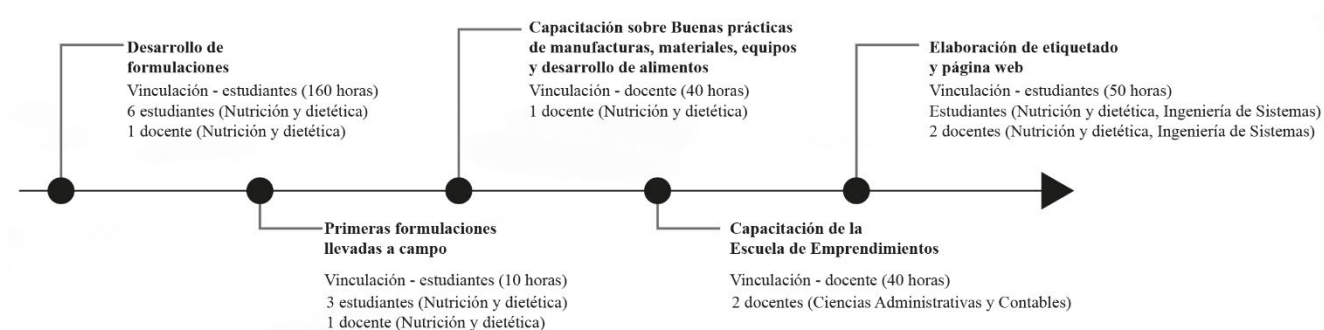 Desarrollo de
formulaciones
Vinculación - estudiantes (160 horas)
6 estudiantes (Nutrición y dietética)
1 docente (Nutrición y dietética)
Primeras formulaciones
llevadas a campo
Vinculación - estudiantes (10 horas)
3 estudiantes (Nutrición y dietética)
1 docente (Nutrición y dietética)
Capacitación sobre Buenas prácticas
de manufacturas, materiales, equipos
y desarrollo de alimentos
Vinculación - docente (40 horas)
1 docente (Nutrición y dietética)
Capacitación de la
Escuela de Emprendimientos
Vinculación - docente (40 horas)
2 docentes (Ciencias Administrativas y Contables)
Elaboración de etiquetado
y página web
Vinculación - estudiantes (50 horas)
Estudiantes (Nutrición y dietética, Ingeniería de Sistemas)
2 docentes (Nutrición y dietética, Ingeniería de Sistemas)